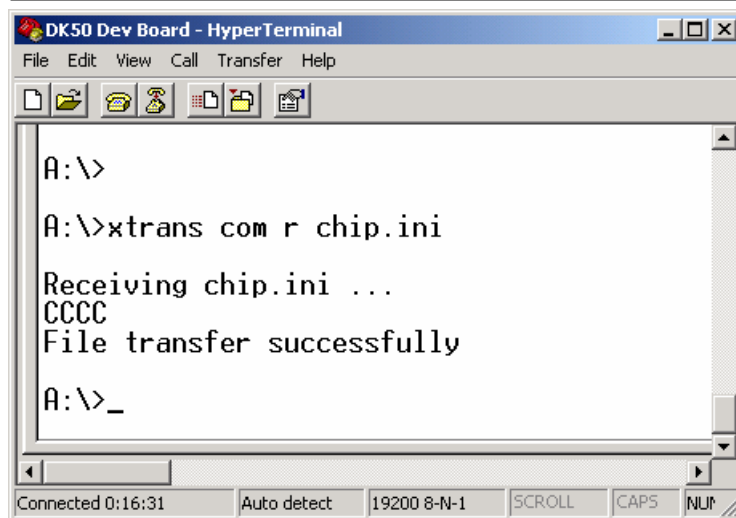 DK50 Dev Board - HyperTerminal
File Edit View Call Transfer Help
A:\>
A:\>xtrans com r chip.ini
Receiving chip.ini ...
CCCC
File transfer successfully
A:\>_
Connected 0:16:31 Auto detect 19200 8-N-1 SCROLL CAPS NUM